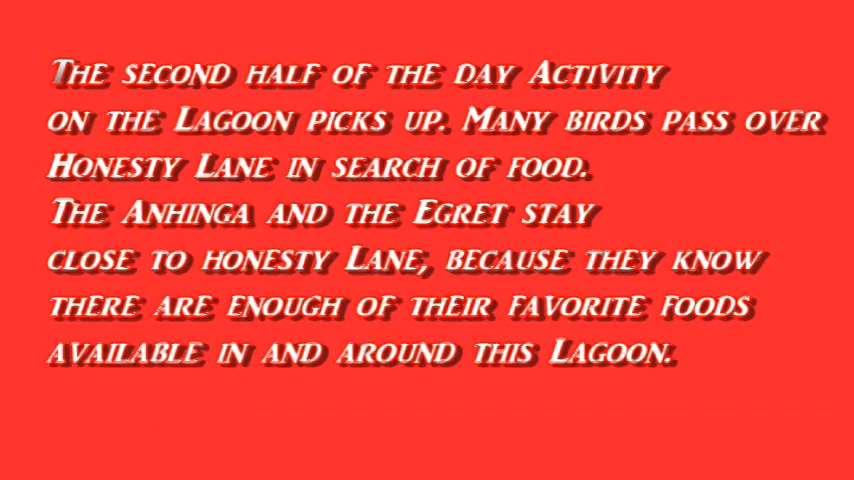 The second half of the day Activity
on the Lagoon picks up. Many birds pass over
Honesty Lane in search of food.
The Anhinga and the Egret stay
close to honesty Lane, because they know
there are enough of their favorite foods
available in and around this Lagoon.